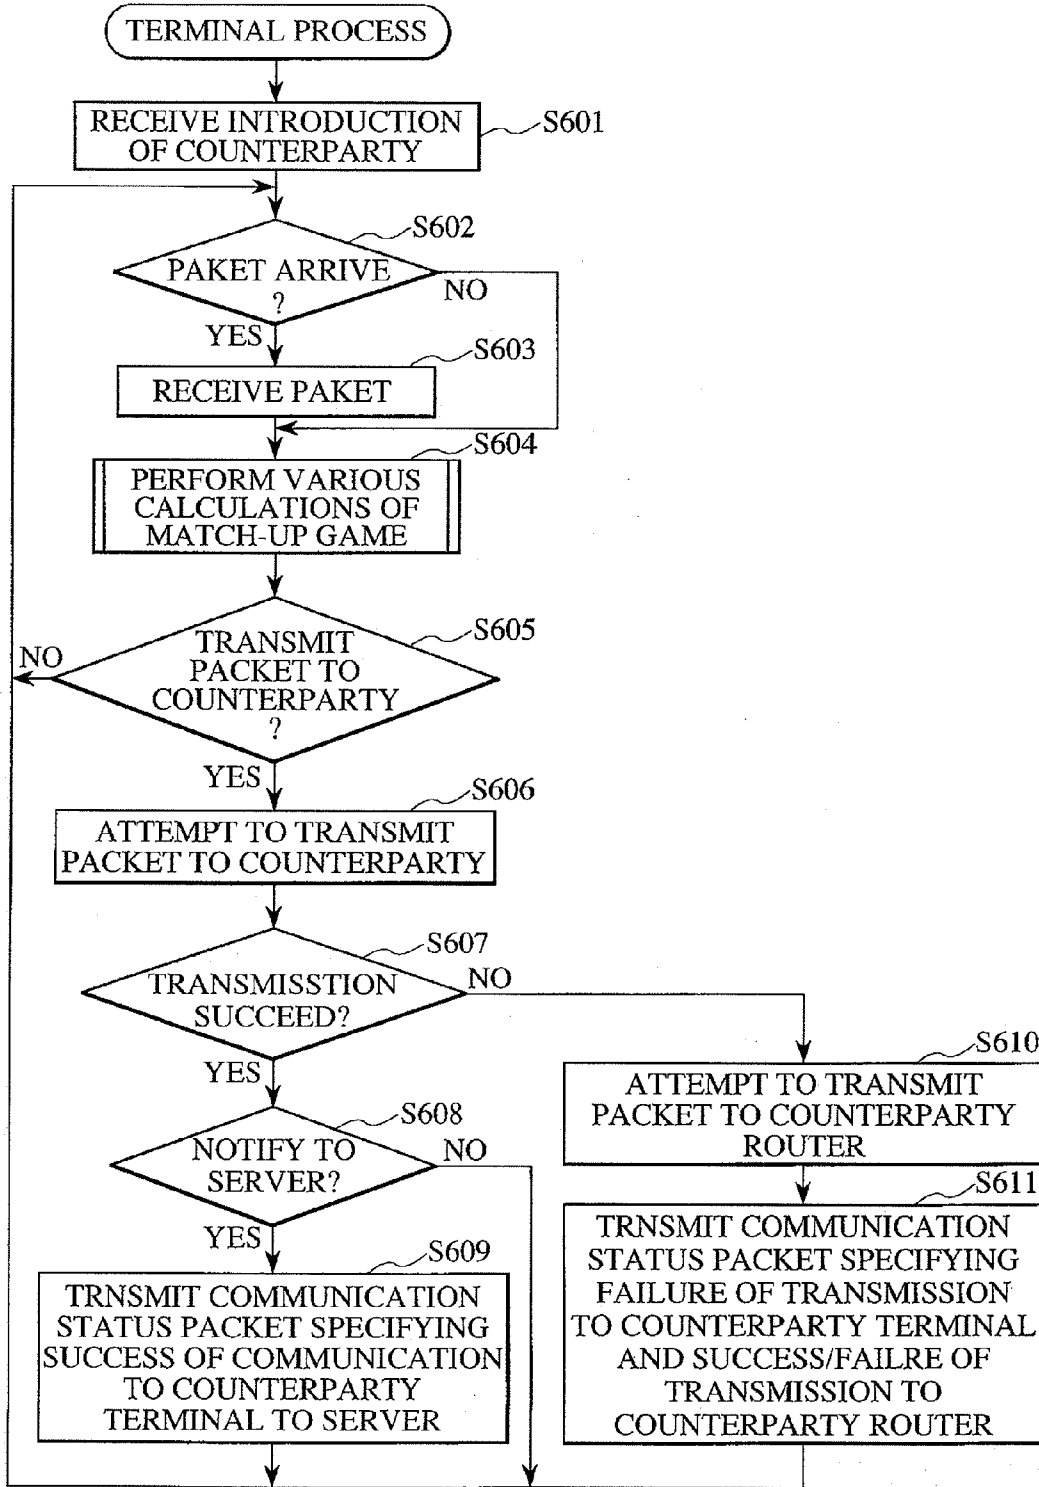 TERMINAL PROCESS
RECEIVE INTRODUCTION
OF COUNTERPARTY
S601
S602
PAKET ARRIVE
?
NO
YES
S603
RECEIVE PAKET
S604
PERFORM VARIOUS
CALCULATIONS OF
MATCH-UP GAME
S605
TRANSMIT
PACKET TO
COUNTERPARTY
?
NO
YES
S606
ATTEMPT TO TRANSMIT
PACKET TO COUNTERPARTY
S607
TRANSMISSTION
SUCCEED?
NO
YES
S608
NOTIFY TO
SERVER?
NO
YES
S609
TRNSMIT COMMUNICATION
STATUS PACKET SPECIFYING
SUCCESS OF COMMUNICATION
TO COUNTERPARTY
TERMINAL TO SERVER
S610
ATTEMPT TO TRANSMIT
PACKET TO COUNTERPARTY
ROUTER
S611
TRNSMIT COMMUNICATION
STATUS PACKET SPECIFYING
FAILURE OF TRANSMISSION
TO COUNTERPARTY TERMINAL
AND SUCCESS/FAILRE OF
TRANSMISSION TO
COUNTERPARTY ROUTER